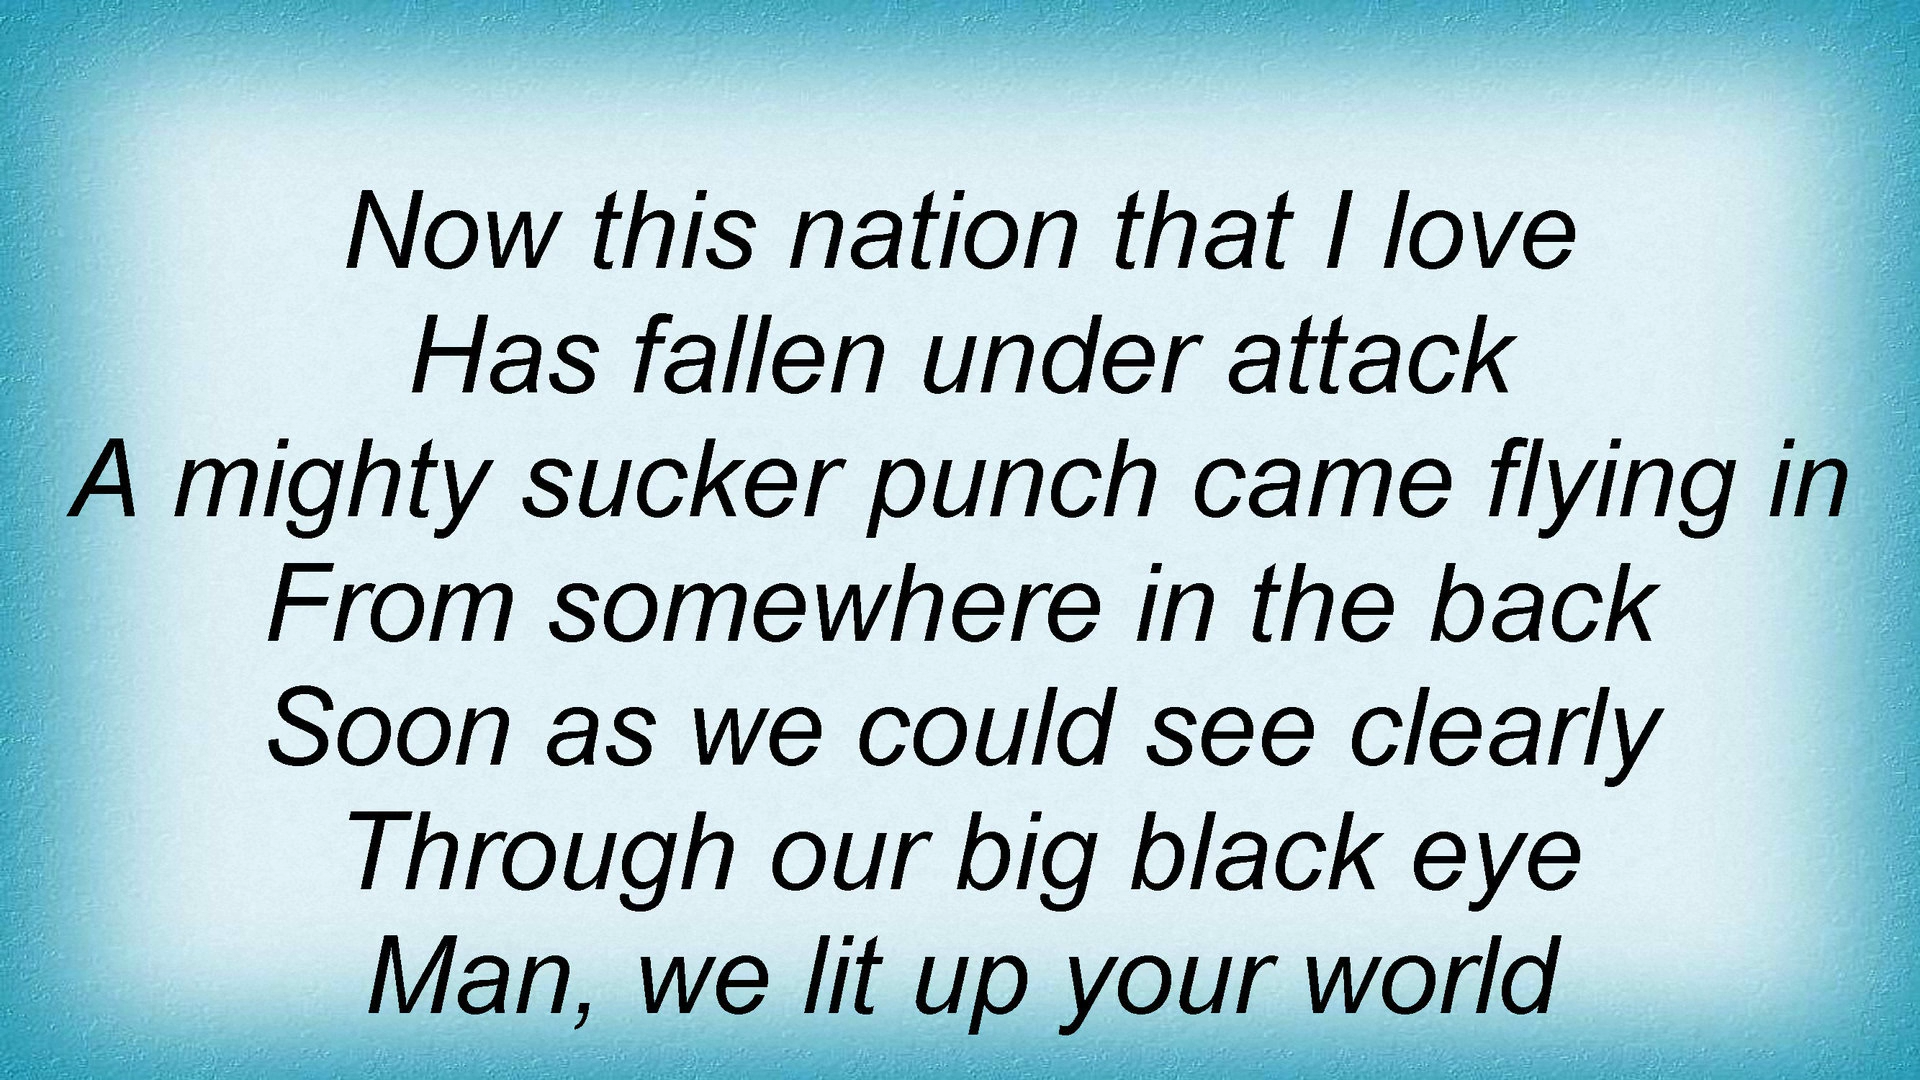 Now this nation that I love
Has fallen under attack
A mighty sucker punch came flying in
From somewhere in the back
Soon as we could see clearly
Through our big black eye
Man, we lit up your world